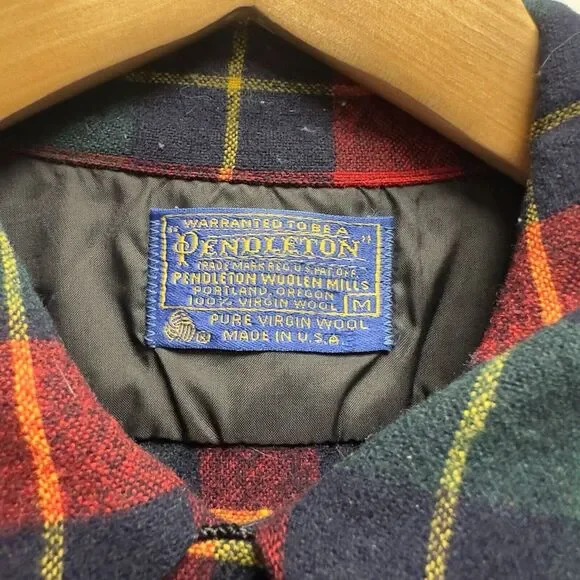 WARRANTED TO BE A
"PENDLETON"
TRADE MARK REG. U.S. PAT. OFF.
PENDLETON WOOLEN MILLS
PORTLAND, OREGON
100% VIRGIN WOOL M
PURE VIRGIN WOOL
MADE IN U.S.A